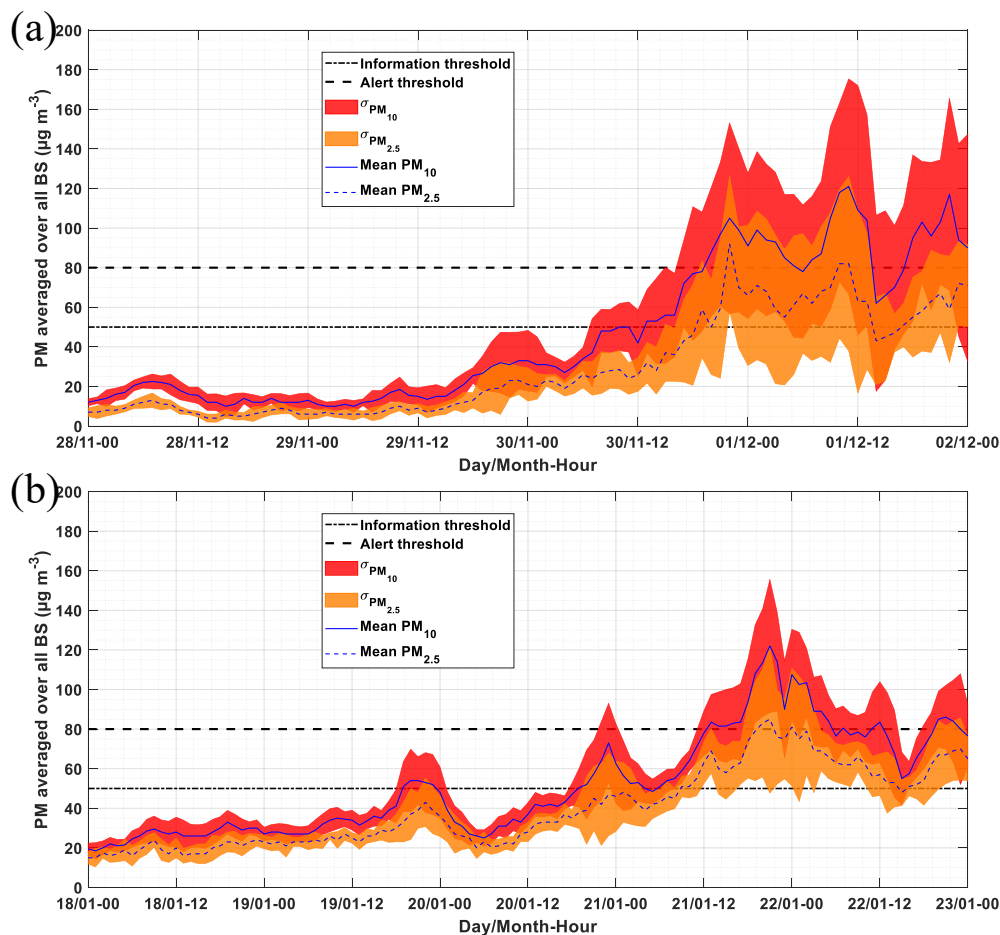 (a)
PM averaged over all BS (µg m⁻³)
200
180
160
140
120
100
80
60
40
20
0
Information threshold
Alert threshold
σPM₁₀
σPM₂.₅
Mean PM₁₀
Mean PM₂.₅
28/11-00 28/11-12 29/11-00 29/11-12 30/11-00 30/11-12 01/12-00 01/12-12 02/12-00
Day/Month-Hour
(b)
PM averaged over all BS (µg m⁻³)
200
180
160
140
120
100
80
60
40
20
0
Information threshold
Alert threshold
σPM₁₀
σPM₂.₅
Mean PM₁₀
Mean PM₂.₅
18/01-00 18/01-12 19/01-00 19/01-12 20/01-00 20/01-12 21/01-00 21/01-12 22/01-00 22/01-12 23/01-00
Day/Month-Hour